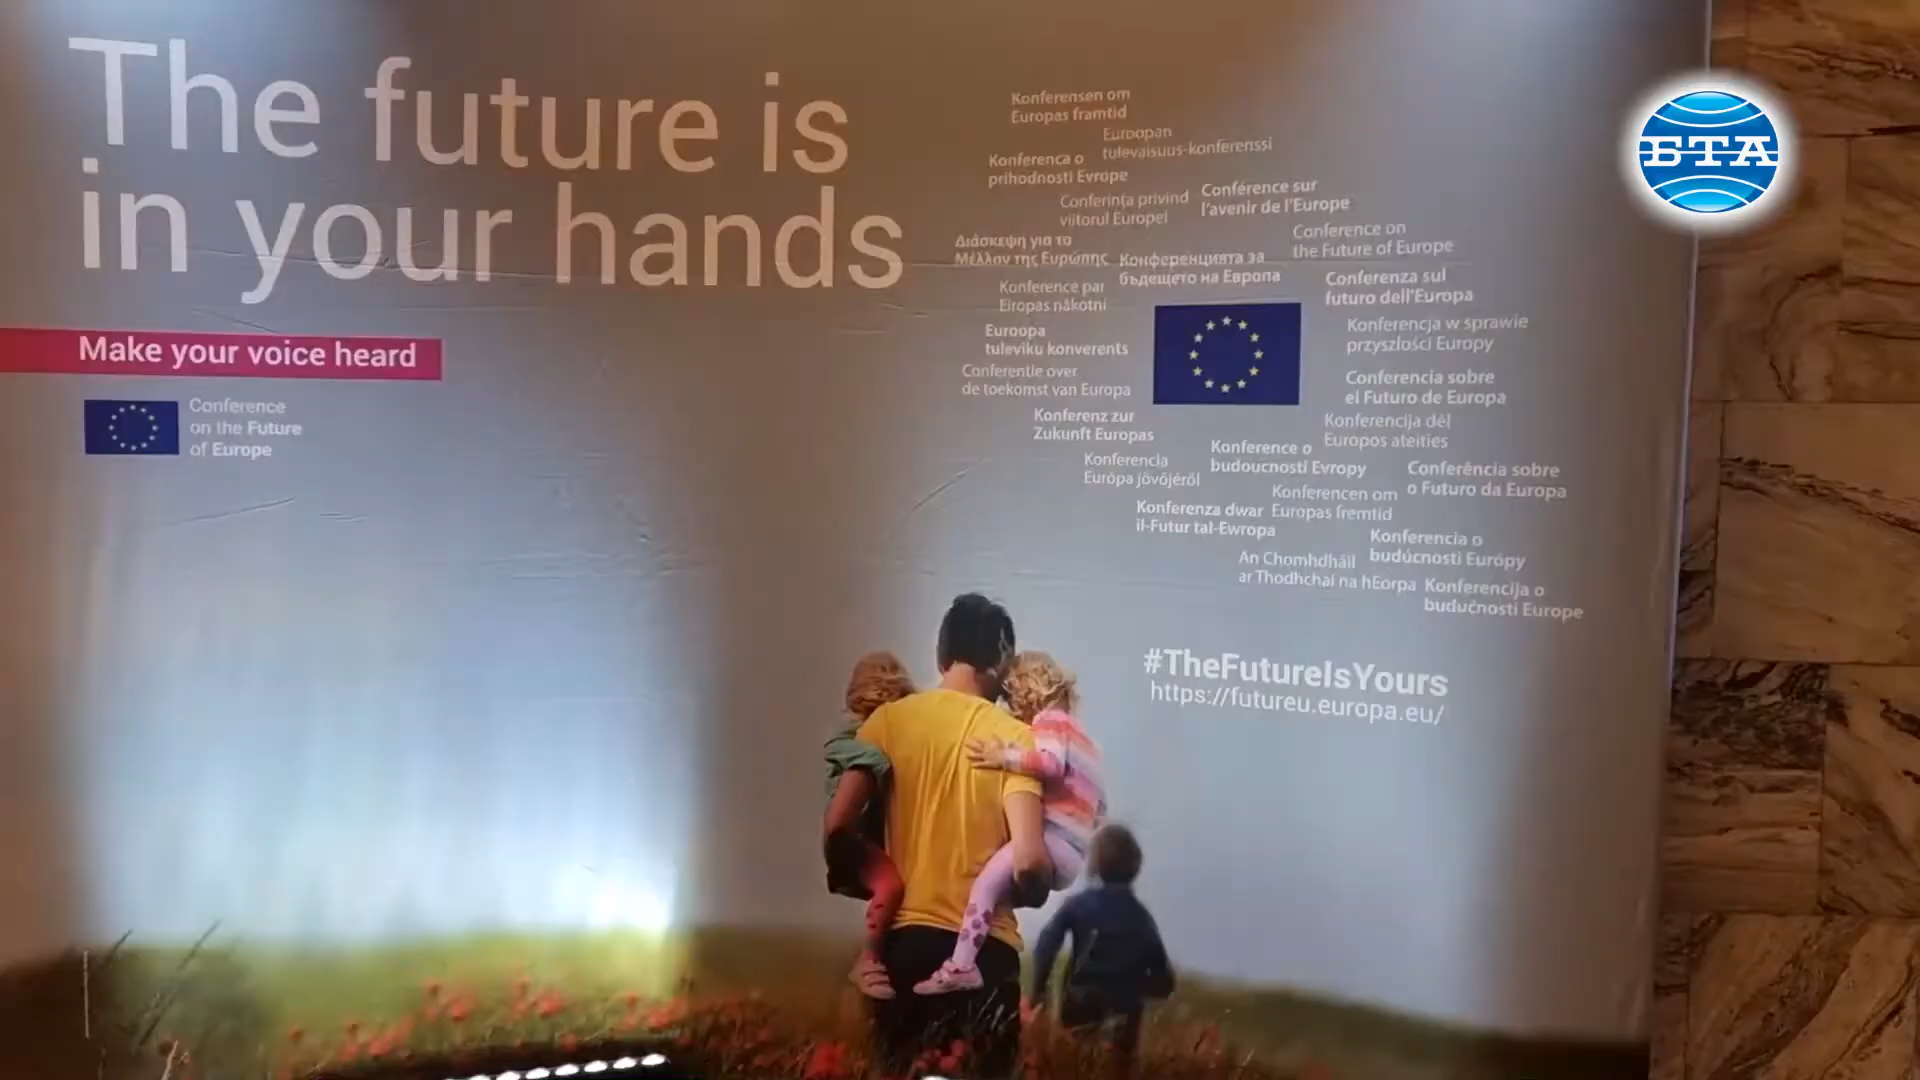 The future is
in your hands
Make your voice heard
Conference
on the Future
of Europe
Konferensen om
Europas framtid
Euroopan
tulevaisuus-konferenssi
Konferenca o
prihodnosti Evrope
Conferința privind
viitorul Europei
Conférence sur
l'avenir de l'Europe
Διάσκεψη για το
Μέλλον της Ευρώπης
Конференцията за
бъдещето на Европа
Conference on
the Future of Europe
Konference par
Eiropas nākotni
Conferenza sul
futuro dell'Europa
Euroopa
tuleviku konverents
Konferencja w sprawie
przyszłości Europy
Conferentie over
de toekomst van Europa
Conferencia sobre
el Futuro de Europa
Konferenz zur
Zukunft Europas
Konferencija dėl
Europos ateities
Konference o
budoucnosti Evropy
Konferencia
Európa jövőjéről
Conferência sobre
o Futuro da Europa
Konferencen om
Europas fremtid
Konferenza dwar
il-Futur tal-Ewropa
Konferencia o
budúcnosti Európy
An Chomhdháil
ar Thodhchaí na hEorpa
Konferencija o
budućnosti Europe
#TheFutureIsYours
https://futureu.europa.eu/
БТА